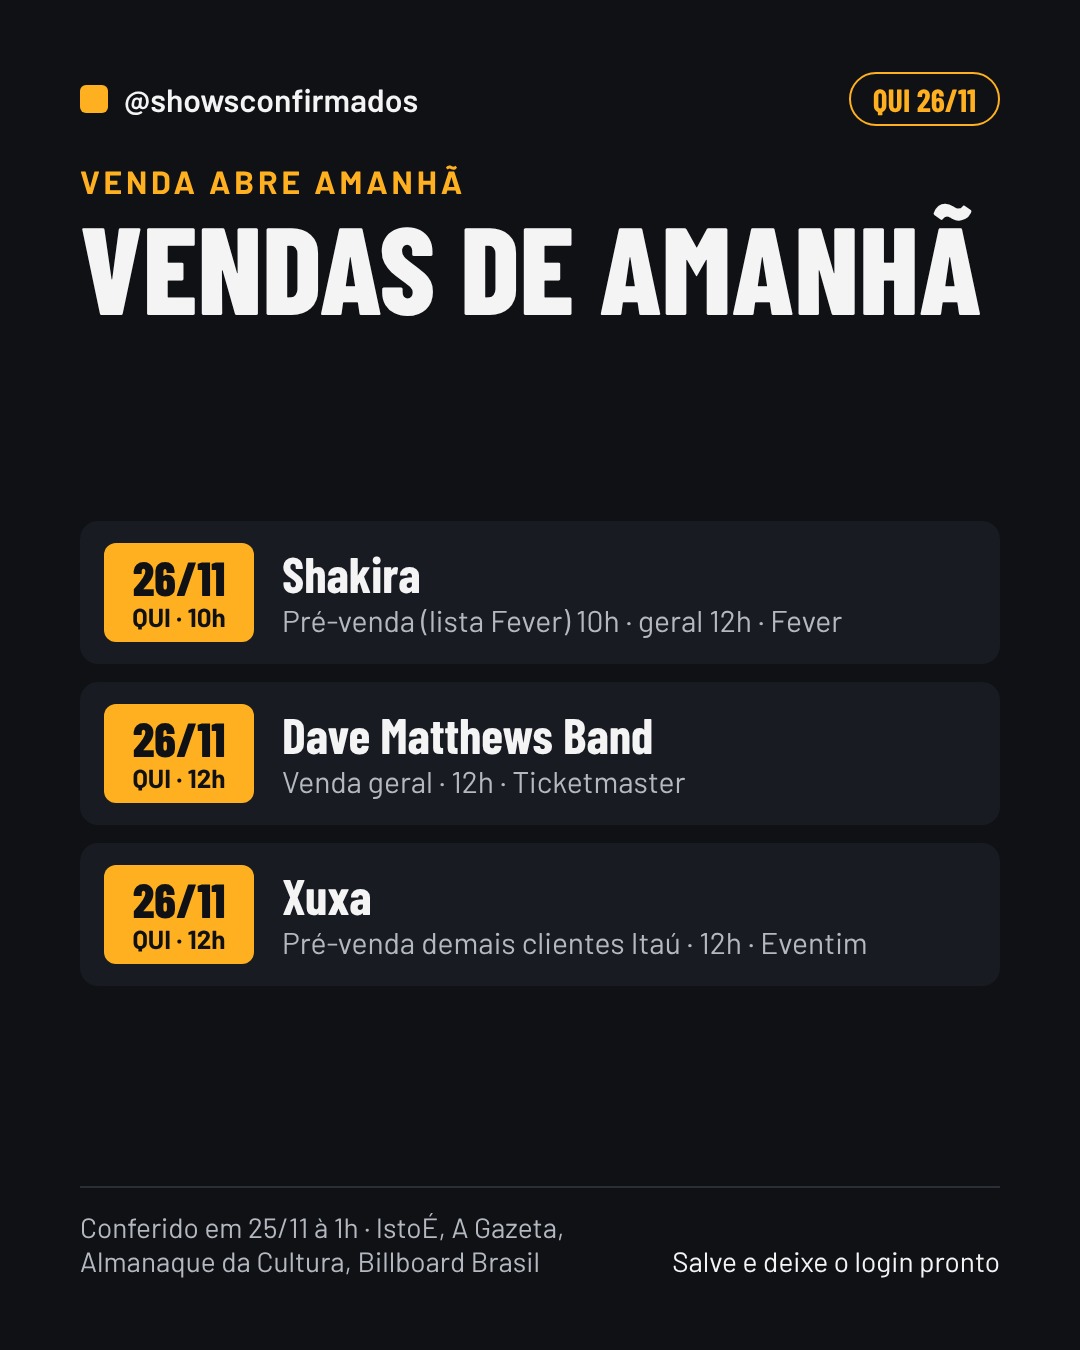 @showsconfirmados
QUI 26/11
VENDA ABRE AMANHÃ
VENDAS DE AMANHÃ
26/11
QUI · 10h
Shakira
Pré-venda (lista Fever) 10h · geral 12h · Fever
26/11
QUI · 12h
Dave Matthews Band
Venda geral · 12h · Ticketmaster
26/11
QUI · 12h
Xuxa
Pré-venda demais clientes Itaú · 12h · Eventim
Conferido em 25/11 à 1h · IstoÉ, A Gazeta,
Almanaque da Cultura, Billboard Brasil
Salve e deixe o login pronto